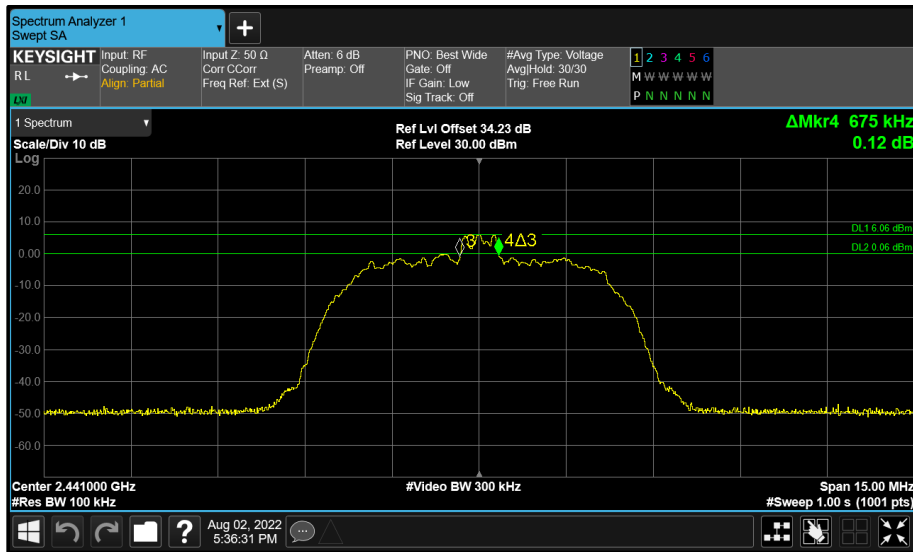 Spectrum Analyzer 1
Swept SA
+
KEYSIGHT
RL
LXI
Input: RF
Coupling: AC
Align: Partial
Input Z: 50 Ω
Corr CCorr
Freq Ref: Ext (S)
Atten: 6 dB
Preamp: Off
PNO: Best Wide
Gate: Off
IF Gain: Low
Sig Track: Off
#Avg Type: Voltage
Avg|Hold: 30/30
Trig: Free Run
1 2 3 4 5 6
M W W W W W
P N N N N N
1 Spectrum
Scale/Div 10 dB
Ref Lvl Offset 34.23 dB
Ref Level 30.00 dBm
ΔMkr4 675 kHz
0.12 dB
Log
20.0
10.0
0.00
-10.0
-20.0
-30.0
-40.0
-50.0
-60.0
3
4Δ3
DL1 6.06 dBm
DL2 0.06 dBm
Center 2.441000 GHz
#Res BW 100 kHz
#Video BW 300 kHz
Span 15.00 MHz
#Sweep 1.00 s (1001 pts)
?
Aug 02, 2022
5:36:31 PM